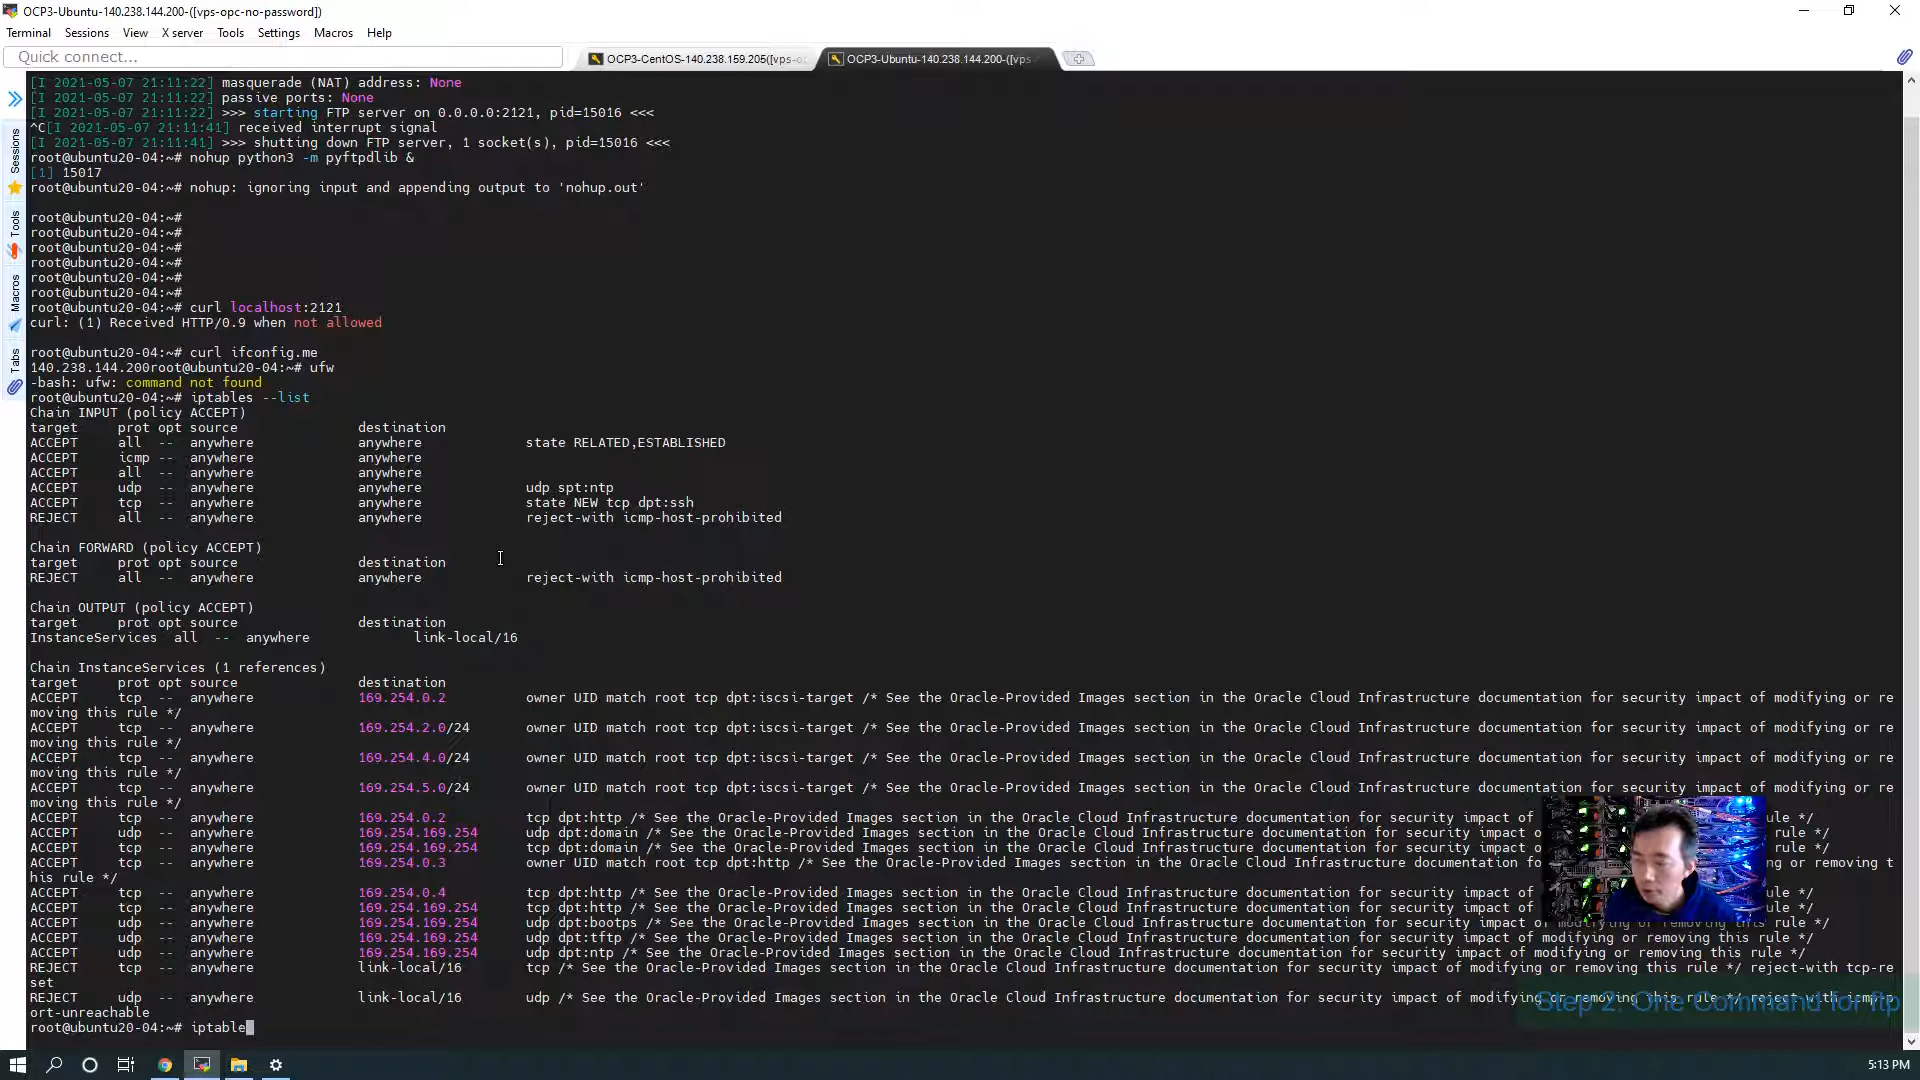 OCP3-Ubuntu-140.238.144.200-([vps-opc-no-password])
Terminal Sessions View X server Tools Settings Macros Help
Quick connect...
OCP3-CentOS-140.238.159.205([vps-o
OCP3-Ubuntu-140.238.144.200-([vps-
Sessions
Tools
Macros
Tabs
[I 2021-05-07 21:11:22] masquerade (NAT) address: None
[I 2021-05-07 21:11:22] passive ports: None
[I 2021-05-07 21:11:22] >>> starting FTP server on 0.0.0.0:2121, pid=15016 <<<
^C[I 2021-05-07 21:11:41] received interrupt signal
[I 2021-05-07 21:11:41] >>> shutting down FTP server, 1 socket(s), pid=15016 <<<
root@ubuntu20-04:~# nohup python3 -m pyftpdlib &
[1] 15017
root@ubuntu20-04:~# nohup: ignoring input and appending output to 'nohup.out'
root@ubuntu20-04:~#
root@ubuntu20-04:~#
root@ubuntu20-04:~#
root@ubuntu20-04:~#
root@ubuntu20-04:~#
root@ubuntu20-04:~#
root@ubuntu20-04:~# curl localhost:2121
curl: (1) Received HTTP/0.9 when not allowed
root@ubuntu20-04:~# curl ifconfig.me
140.238.144.200root@ubuntu20-04:~# ufw
-bash: ufw: command not found
root@ubuntu20-04:~# iptables --list
Chain INPUT (policy ACCEPT)
target prot opt source destination
ACCEPT all -- anywhere anywhere state RELATED,ESTABLISHED
ACCEPT icmp -- anywhere anywhere
ACCEPT all -- anywhere anywhere
ACCEPT udp -- anywhere anywhere udp spt:ntp
ACCEPT tcp -- anywhere anywhere state NEW tcp dpt:ssh
REJECT all -- anywhere anywhere reject-with icmp-host-prohibited
Chain FORWARD (policy ACCEPT)
target prot opt source destination
REJECT all -- anywhere anywhere reject-with icmp-host-prohibited
Chain OUTPUT (policy ACCEPT)
target prot opt source destination
InstanceServices all -- anywhere link-local/16
Chain InstanceServices (1 references)
target prot opt source destination
ACCEPT tcp -- anywhere 169.254.0.2 owner UID match root tcp dpt:iscsi-target /* See the Oracle-Provided Images section in the Oracle Cloud Infrastructure documentation for security impact of modifying or re
moving this rule */
ACCEPT tcp -- anywhere 169.254.2.0/24 owner UID match root tcp dpt:iscsi-target /* See the Oracle-Provided Images section in the Oracle Cloud Infrastructure documentation for security impact of modifying or re
moving this rule */
ACCEPT tcp -- anywhere 169.254.4.0/24 owner UID match root tcp dpt:iscsi-target /* See the Oracle-Provided Images section in the Oracle Cloud Infrastructure documentation for security impact of modifying or re
moving this rule */
ACCEPT tcp -- anywhere 169.254.5.0/24 owner UID match root tcp dpt:iscsi-target /* See the Oracle-Provided Images section in the Oracle Cloud Infrastructure documentation for security impact of modifying or re
moving this rule */
ACCEPT tcp -- anywhere 169.254.0.2 tcp dpt:http /* See the Oracle-Provided Images section in the Oracle Cloud Infrastructure documentation for security impact of rule */
ACCEPT udp -- anywhere 169.254.169.254 udp dpt:domain /* See the Oracle-Provided Images section in the Oracle Cloud Infrastructure documentation for security impact o rule */
ACCEPT tcp -- anywhere 169.254.169.254 tcp dpt:domain /* See the Oracle-Provided Images section in the Oracle Cloud Infrastructure documentation for security impact o rule */
ACCEPT tcp -- anywhere 169.254.0.3 owner UID match root tcp dpt:http /* See the Oracle-Provided Images section in the Oracle Cloud Infrastructure documentation fo ng or removing t
his rule */
ACCEPT tcp -- anywhere 169.254.0.4 tcp dpt:http /* See the Oracle-Provided Images section in the Oracle Cloud Infrastructure documentation for security impact of rule */
ACCEPT tcp -- anywhere 169.254.169.254 tcp dpt:http /* See the Oracle-Provided Images section in the Oracle Cloud Infrastructure documentation for security impact of rule */
ACCEPT udp -- anywhere 169.254.169.254 udp dpt:bootps /* See the Oracle-Provided Images section in the Oracle Cloud Infrastructure documentation for security impact of modifying or removing this rule */
ACCEPT udp -- anywhere 169.254.169.254 udp dpt:tftp /* See the Oracle-Provided Images section in the Oracle Cloud Infrastructure documentation for security impact of modifying or removing this rule */
ACCEPT udp -- anywhere 169.254.169.254 udp dpt:ntp /* See the Oracle-Provided Images section in the Oracle Cloud Infrastructure documentation for security impact of modifying or removing this rule */
REJECT tcp -- anywhere link-local/16 tcp /* See the Oracle-Provided Images section in the Oracle Cloud Infrastructure documentation for security impact of modifying or removing this rule */ reject-with tcp-re
set
REJECT udp -- anywhere link-local/16 udp /* See the Oracle-Provided Images section in the Oracle Cloud Infrastructure documentation for security impact of modifying or removing this rule */ reject-with icmp-p
ort-unreachable
root@ubuntu20-04:~# iptable
Step 2: One Command for ftp
5:13 PM